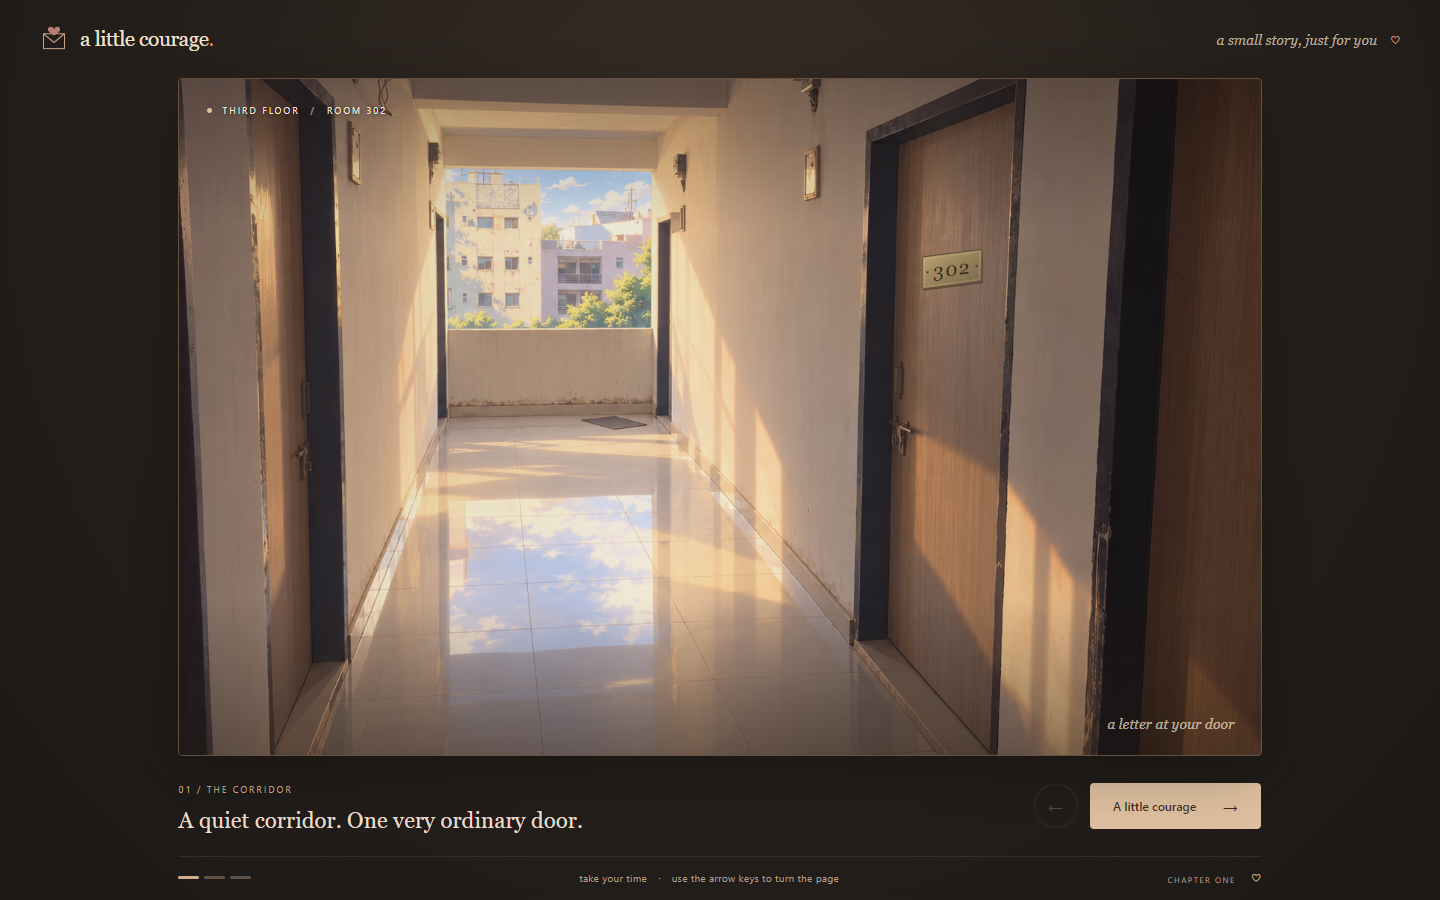 a little courage.
a small story, just for you ♡
THIRD FLOOR / ROOM 302
302
a letter at your door
01 / THE CORRIDOR
A quiet corridor. One very ordinary door.
← A little courage →
take your time · use the arrow keys to turn the page
CHAPTER ONE ♡